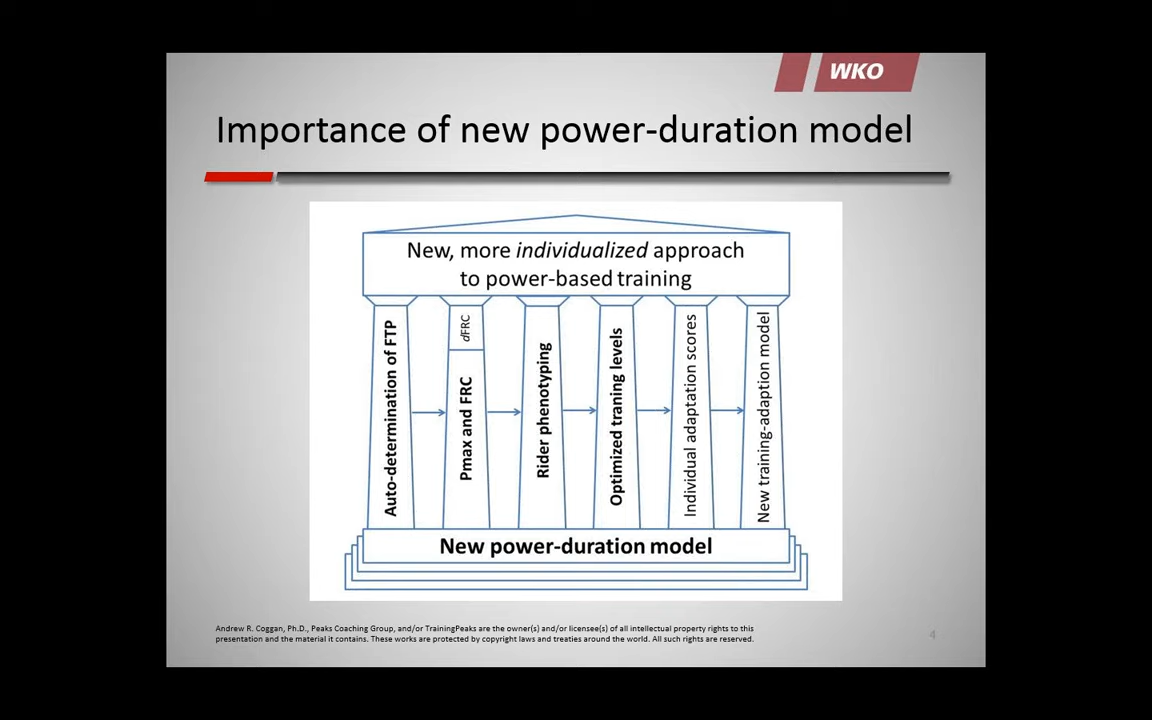 WKO
Importance of new power-duration model
New, more individualized approach
to power-based training
Auto-determination of FTP
dFRC
Pmax and FRC
Rider phenotyping
Optimized traning levels
Individual adaptation scores
New training-adaption model
New power-duration model
Andrew R. Coggan, Ph.D., Peaks Coaching Group, and/or TrainingPeaks are the owner(s) and/or licensee(s) of all intellectual property rights to this
presentation and the material it contains. These works are protected by copyright laws and treaties around the world. All such rights are reserved.
4